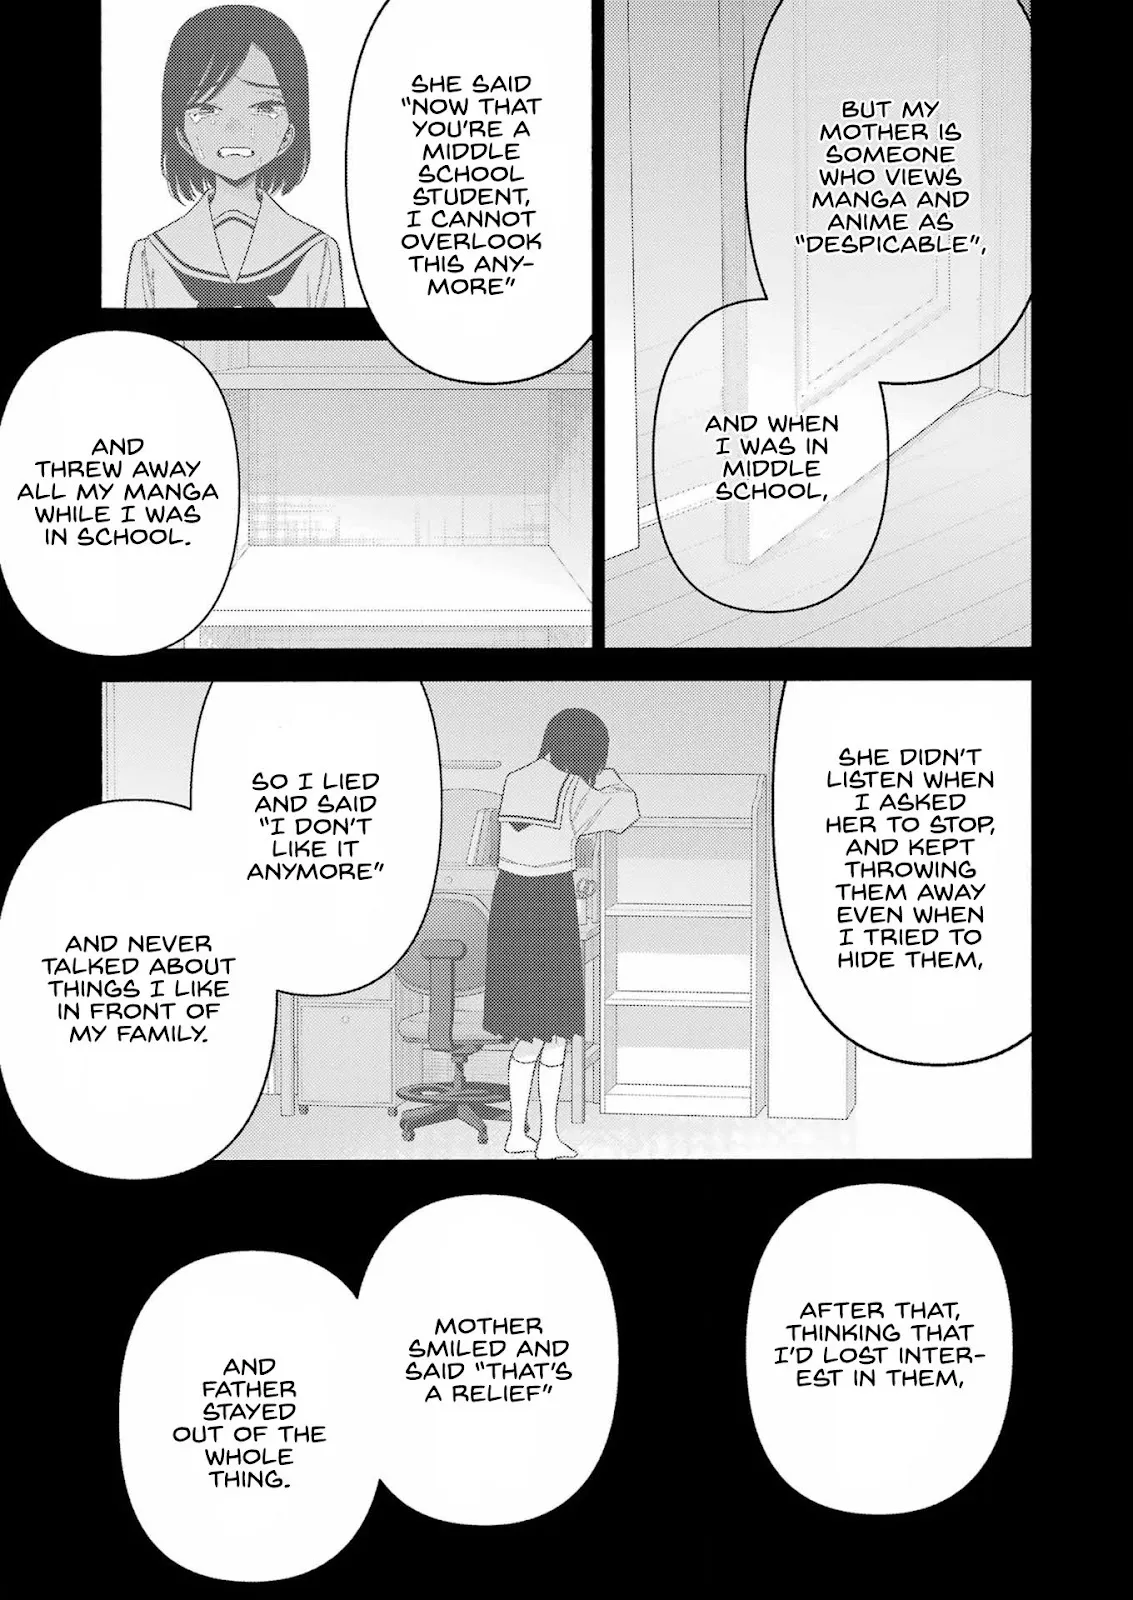 BUT MY
MOTHER IS
SOMEONE
WHO VIEWS
MANGA AND
ANIME AS
"DESPICABLE",
AND WHEN
I WAS IN
MIDDLE
SCHOOL,
SHE SAID
"NOW THAT
YOU'RE A
MIDDLE
SCHOOL
STUDENT,
I CANNOT
OVERLOOK
THIS ANY-
MORE"
AND
THREW AWAY
ALL MY MANGA
WHILE I WAS
IN SCHOOL.
SHE DIDN'T
LISTEN WHEN
I ASKED
HER TO STOP,
AND KEPT
THROWING
THEM AWAY
EVEN WHEN
I TRIED TO
HIDE THEM,
SO I LIED
AND SAID
"I DON'T
LIKE IT
ANYMORE"
AND NEVER
TALKED ABOUT
THINGS I LIKE
IN FRONT OF
MY FAMILY.
AFTER THAT,
THINKING THAT
I'D LOST INTER-
EST IN THEM,
MOTHER
SMILED AND
SAID "THAT'S
A RELIEF"
AND
FATHER
STAYED
OUT OF THE
WHOLE
THING.